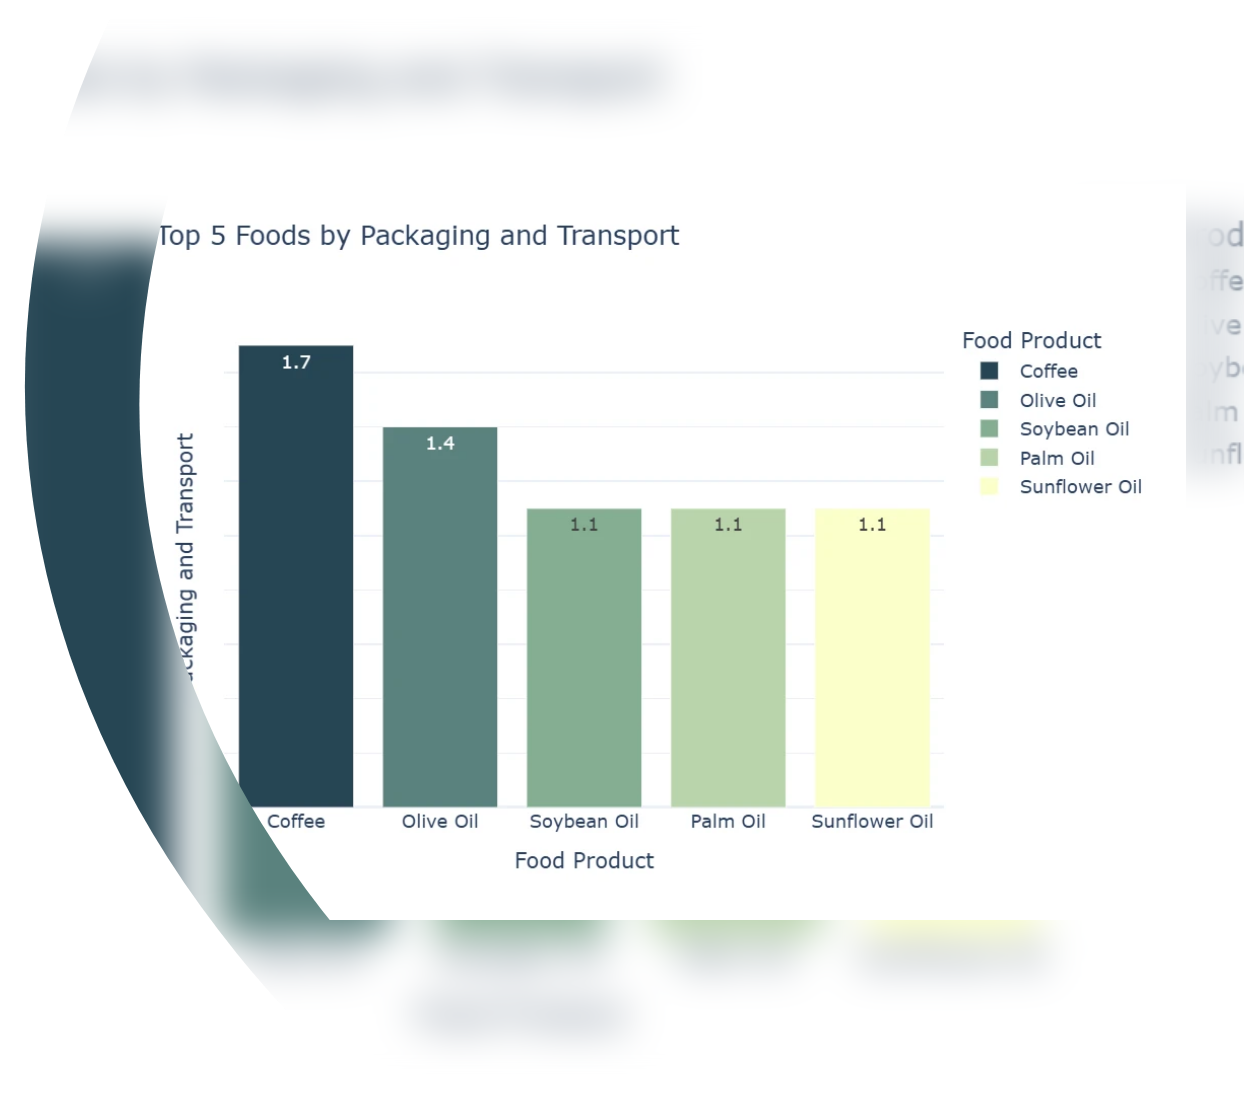 Top 5 Foods by Packaging and Transport
Food Product
Coffee
Olive Oil
Soybean Oil
Palm Oil
Sunflower Oil
1.7
1.4
1.1
1.1
1.1
and Transport
Coffee
Olive Oil
Soybean Oil
Palm Oil
Sunflower Oil
Food Product